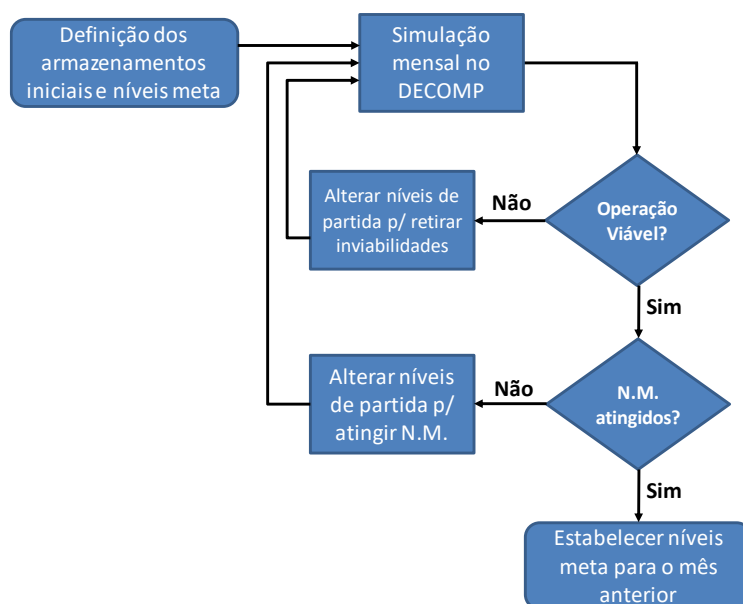 Definição dos
armazenamentos
iniciais e níveis meta
Simulação
mensal no
DECOMP
Alterar níveis de
partida p/ retirar
inviabilidades
Não
Operação
Viável?
Sim
Alterar níveis
de partida p/
atingir N.M.
Não
N.M.
atingidos?
Sim
Estabelecer níveis
meta para o mês
anterior